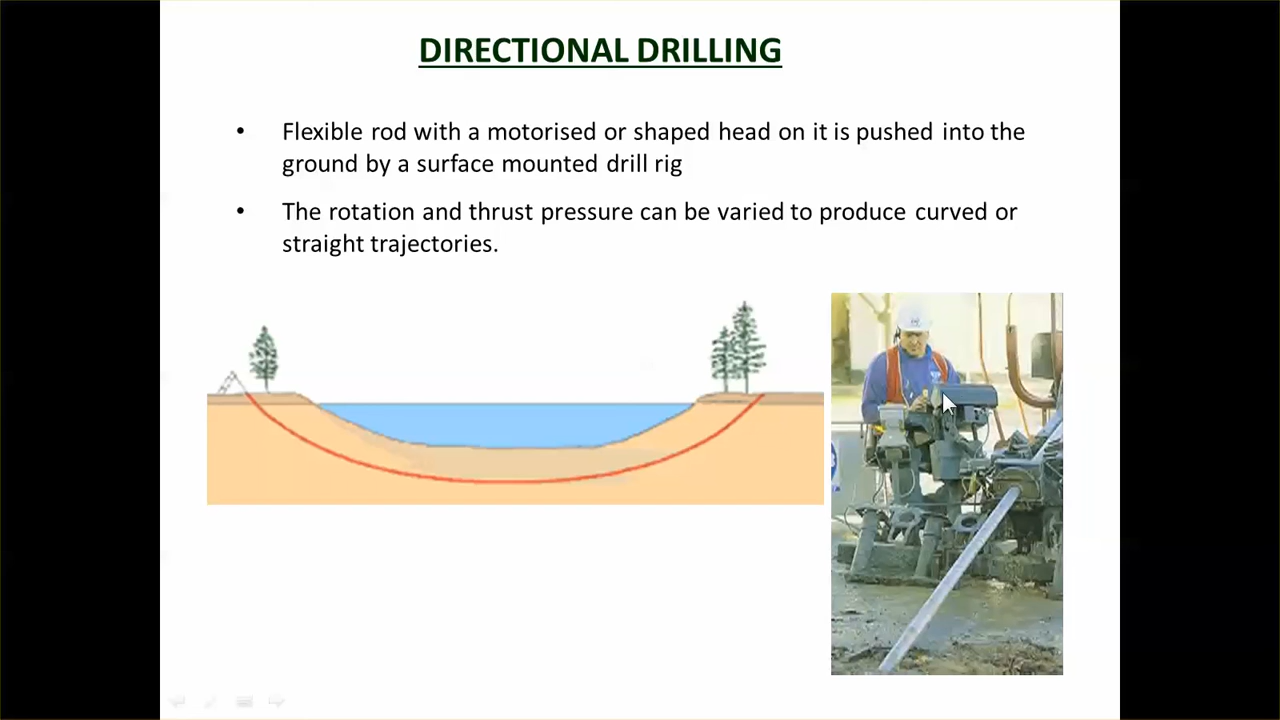 DIRECTIONAL DRILLING
• Flexible rod with a motorised or shaped head on it is pushed into the
ground by a surface mounted drill rig
• The rotation and thrust pressure can be varied to produce curved or
straight trajectories.